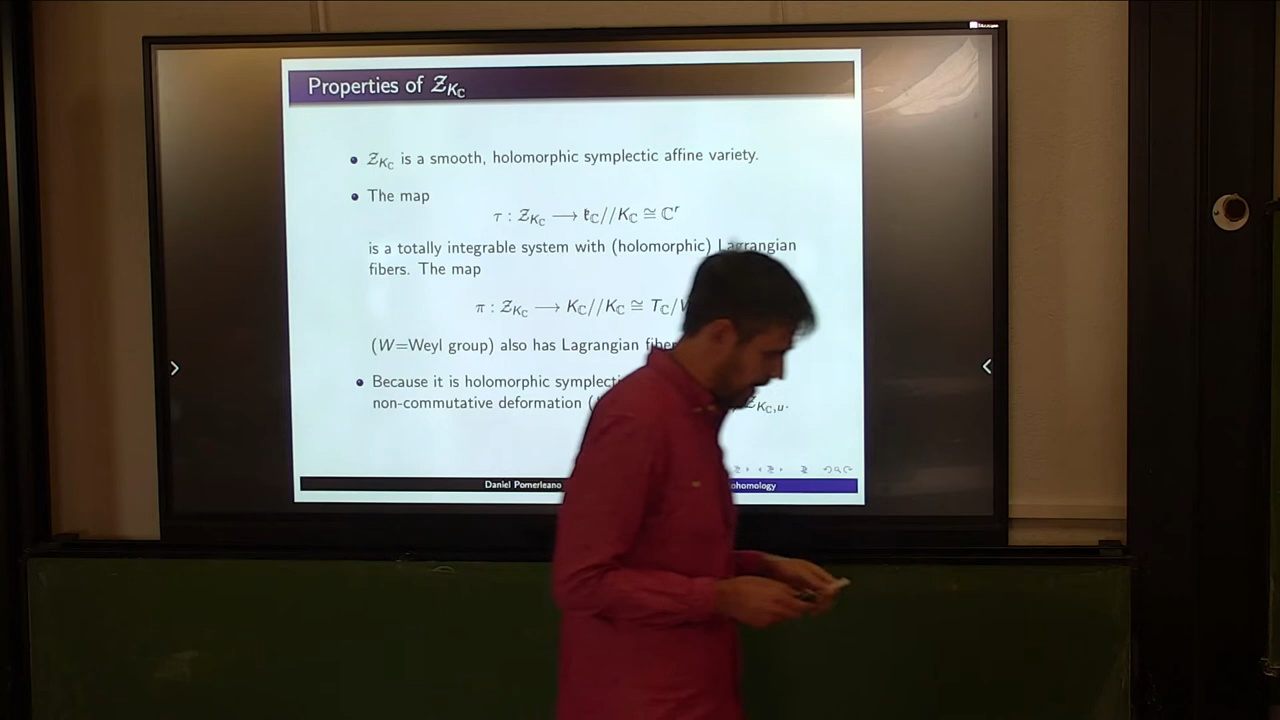 Properties of 𝒵_{K_ℂ}
• 𝒵_{K_ℂ} is a smooth, holomorphic symplectic affine variety.
• The map
τ : 𝒵_{K_ℂ} ⟶ 𝔨_ℂ//K_ℂ ≅ ℂ^r
is a totally integrable system with (holomorphic) Lagrangian
fibers. The map
π : 𝒵_{K_ℂ} ⟶ K_ℂ//K_ℂ ≅ T_ℂ/
(W=Weyl group) also has Lagrangian
• Because it is holomorphic
non-commutative deformation 𝒵_{K_ℂ,u}.
Daniel Pomerleano